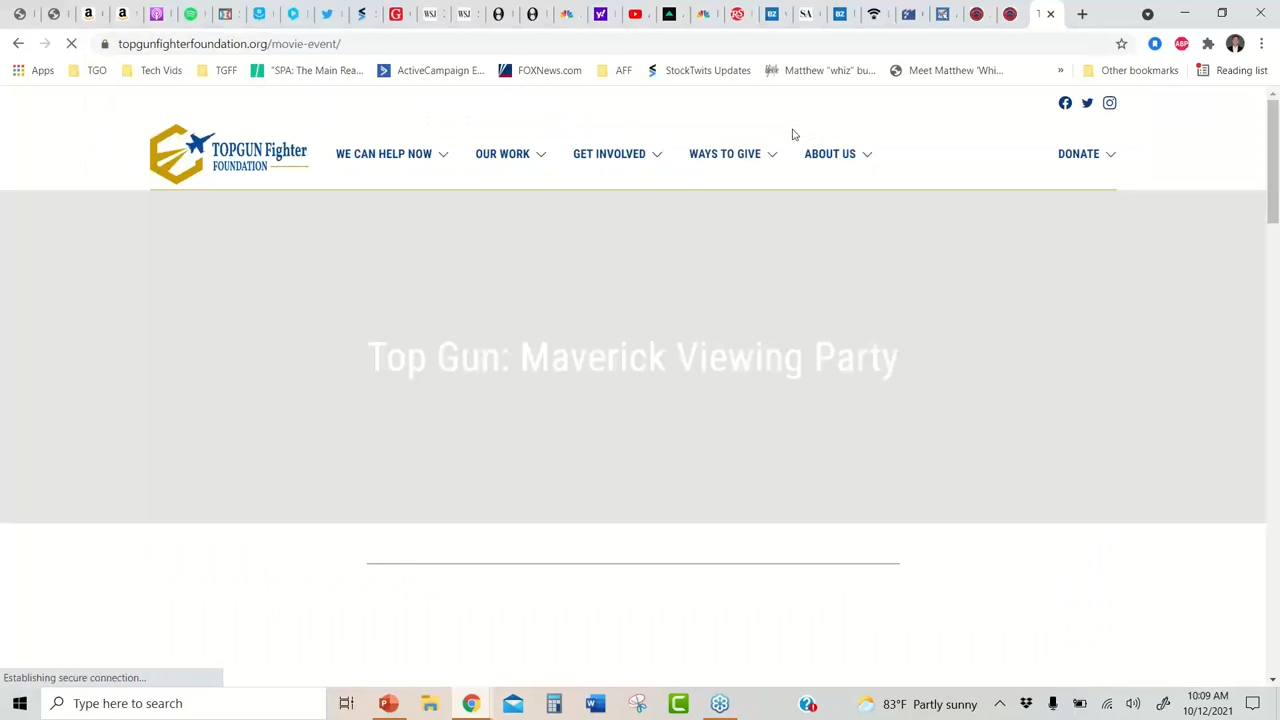 topgunfighterfoundation.org/movie-event/
ABP
Apps
TGO
Tech Vids
TGFF
"SPA: The Main Rea...
ActiveCampaign E...
FOXNews.com
AFF
StockTwits Updates
Matthew "whiz" bu...
Meet Matthew 'Whi...
»
Other bookmarks
Reading list
TOPGUN Fighter
FOUNDATION
WE CAN HELP NOW
OUR WORK
GET INVOLVED
WAYS TO GIVE
ABOUT US
DONATE
Top Gun: Maverick Viewing Party
Establishing secure connection...
Type here to search
83°F Partly sunny
10:09 AM
10/12/2021